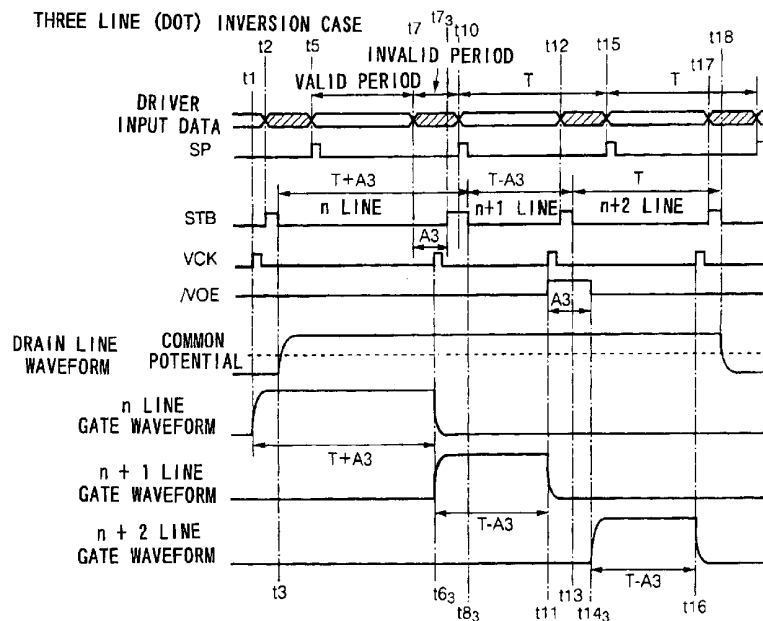 THREE LINE (DOT) INVERSION CASE
t1 t2 t5 t7 t7₃ t10 t12 t15 t17 t18
INVALID PERIOD
VALID PERIOD T T
DRIVER
INPUT DATA
SP
T+A3 T-A3 T
STB n LINE n+1 LINE n+2 LINE
A3
VCK
/VOE
A3
DRAIN LINE
WAVEFORM
COMMON
POTENTIAL
n LINE
GATE WAVEFORM
T+A3
n + 1 LINE
GATE WAVEFORM
T-A3
n + 2 LINE
GATE WAVEFORM
T-A3
t3 t6₃ t8₃ t11 t13 t14₃ t16